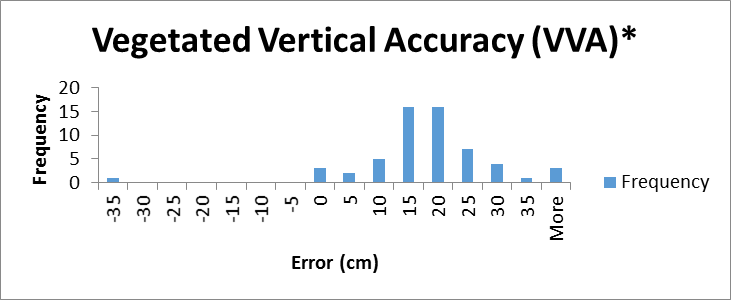 Vegetated Vertical Accuracy (VVA)*
Frequency
20
15
10
5
0
-35 -30 -25 -20 -15 -10 -5 0 5 10 15 20 25 30 35 More
Error (cm)
Frequency